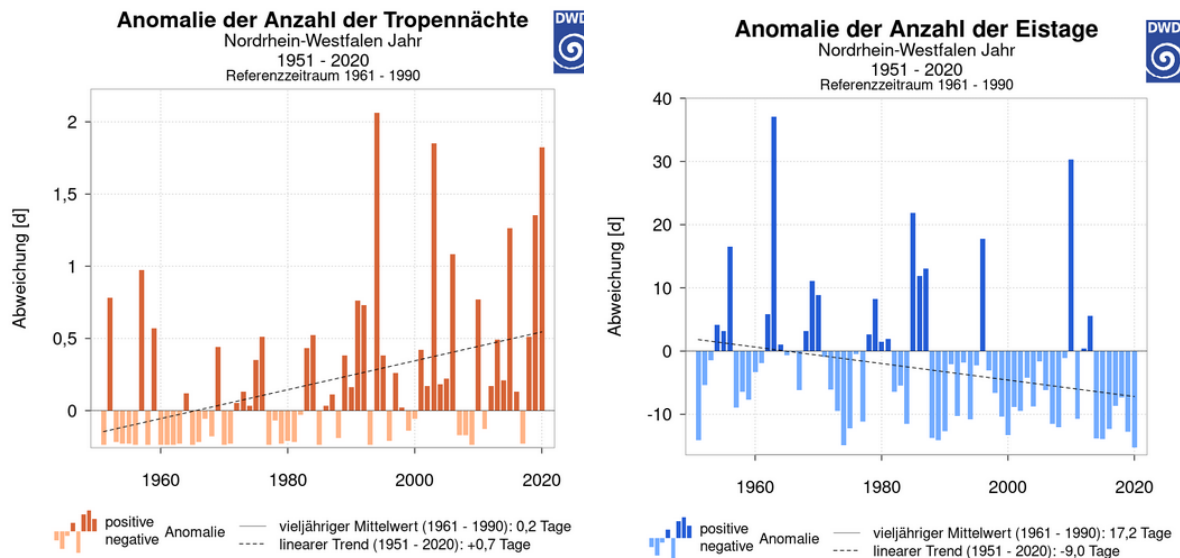 Anomalie der Anzahl der Tropennächte
Nordrhein-Westfalen Jahr
1951 - 2020
Referenzzeitraum 1961 - 1990
DWD
Abweichung [d]
2
1,5
1
0,5
0
1960
1980
2000
2020
positive
negative
Anomalie
vieljähriger Mittelwert (1961 - 1990): 0,2 Tage
linearer Trend (1951 - 2020): +0,7 Tage
Anomalie der Anzahl der Eistage
Nordrhein-Westfalen Jahr
1951 - 2020
Referenzzeitraum 1961 - 1990
DWD
Abweichung [d]
40
30
20
10
0
-10
1960
1980
2000
2020
positive
negative
Anomalie
vieljähriger Mittelwert (1961 - 1990): 17,2 Tage
linearer Trend (1951 - 2020): -9,0 Tage